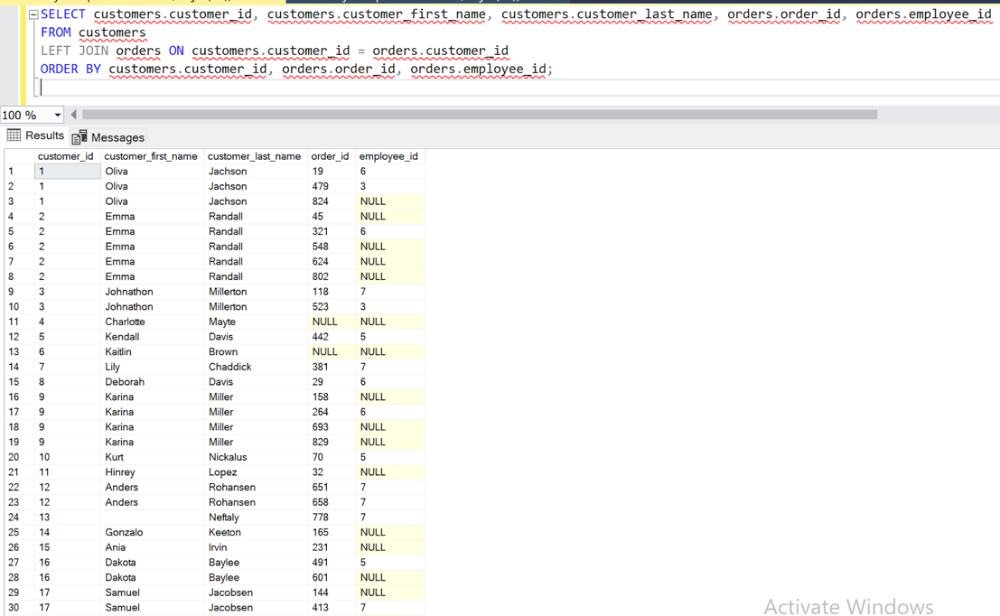 SELECT customers.customer_id, customers.customer_first_name, customers.customer_last_name, orders.order_id, orders.employee_id
FROM customers
LEFT JOIN orders ON customers.customer_id = orders.customer_id
ORDER BY customers.customer_id, orders.order_id, orders.employee_id;
100 %
Results Messages
customer_id customer_first_name customer_last_name order_id employee_id
1 1 Oliva Jachson 19 6
2 1 Oliva Jachson 479 3
3 1 Oliva Jachson 824 NULL
4 2 Emma Randall 45 NULL
5 2 Emma Randall 321 6
6 2 Emma Randall 548 NULL
7 2 Emma Randall 624 NULL
8 2 Emma Randall 802 NULL
9 3 Johnathon Millerton 118 7
10 3 Johnathon Millerton 523 3
11 4 Charlotte Mayte NULL NULL
12 5 Kendall Davis 442 5
13 6 Kaitlin Brown NULL NULL
14 7 Lily Chaddick 381 7
15 8 Deborah Davis 29 6
16 9 Karina Miller 158 NULL
17 9 Karina Miller 264 6
18 9 Karina Miller 693 NULL
19 9 Karina Miller 829 NULL
20 10 Kurt Nickalus 70 5
21 11 Hinrey Lopez 32 NULL
22 12 Anders Rohansen 651 7
23 12 Anders Rohansen 658 7
24 13 Neftaly 778 7
25 14 Gonzalo Keeton 165 NULL
26 15 Ania Irvin 231 NULL
27 16 Dakota Baylee 491 5
28 16 Dakota Baylee 601 NULL
29 17 Samuel Jacobsen 144 NULL
30 17 Samuel Jacobsen 413 7
Activate Windows